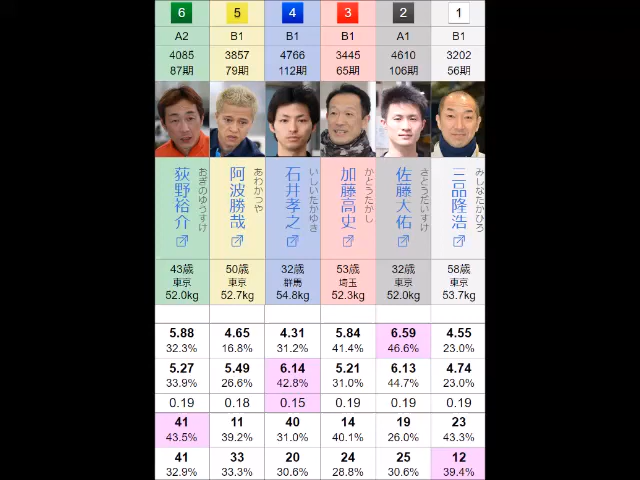 6 5 4 3 2 1
A2 B1 B1 B1 A1 B1
4085 3857 4766 3445 4610 3202
87期 79期 112期 65期 106期 56期
荻野裕介 阿波勝哉 石井孝之 加藤高史 佐藤大佑 三品隆浩
おぎのゆうすけ あわかつや いしいたかゆき かとうたかし さとうだいすけ みしなたかひろ
43歳 50歳 32歳 53歳 32歳 58歳
東京 東京 群馬 埼玉 東京 東京
52.0kg 52.7kg 54.8kg 52.3kg 52.0kg 53.7kg
5.88 4.65 4.31 5.84 6.59 4.55
32.3% 16.8% 31.2% 41.4% 46.6% 23.0%
5.27 5.49 6.14 5.21 6.13 4.74
33.9% 26.6% 42.8% 31.0% 44.7% 23.0%
0.19 0.18 0.15 0.19 0.19 0.19
41 11 40 14 19 23
43.5% 39.2% 31.0% 40.1% 26.0% 43.3%
41 33 20 24 25 12
32.9% 33.3% 30.6% 28.8% 30.6% 39.4%